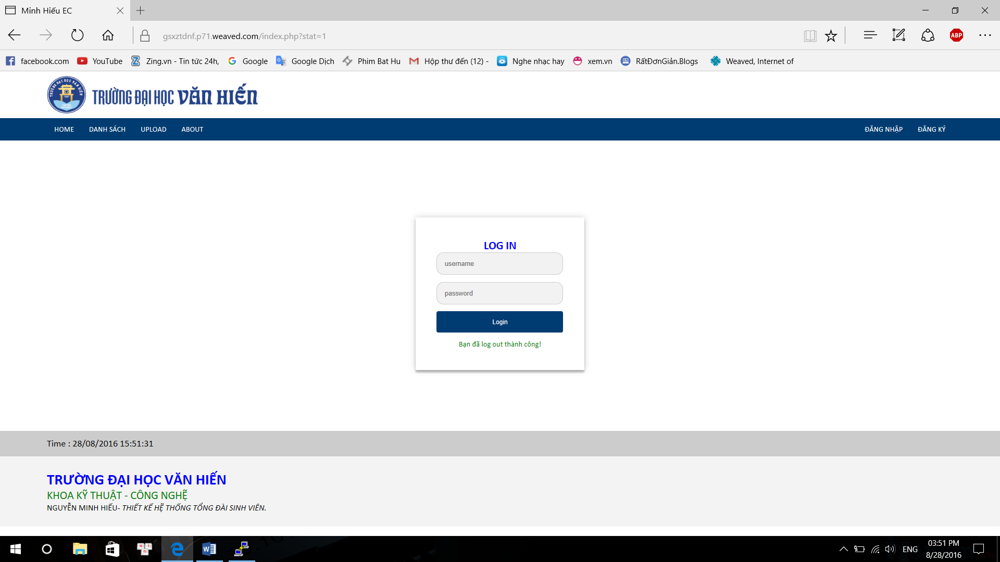 Minh Hiếu EC
gsxztdnf.p71.weaved.com/index.php?stat=1
ABP
facebook.com YouTube Zing.vn - Tin tức 24h, Google Google Dịch Phim Bat Hu Hộp thư đến (12) - Nghe nhạc hay xem.vn RấtĐơnGiản.Blogs Weaved, Internet of
TRƯỜNG ĐẠI HỌC VĂN HIẾN
HOME DANH SÁCH UPLOAD ABOUT ĐĂNG NHẬP ĐĂNG KÝ
LOG IN
username
password
Login
Bạn đã log out thành công!
Time : 28/08/2016 15:51:31
TRƯỜNG ĐẠI HỌC VĂN HIẾN
KHOA KỸ THUẬT - CÔNG NGHỆ
NGUYỄN MINH HIẾU- THIẾT KẾ HỆ THỐNG TỔNG ĐÀI SINH VIÊN.
ENG
03:51 PM
8/28/2016